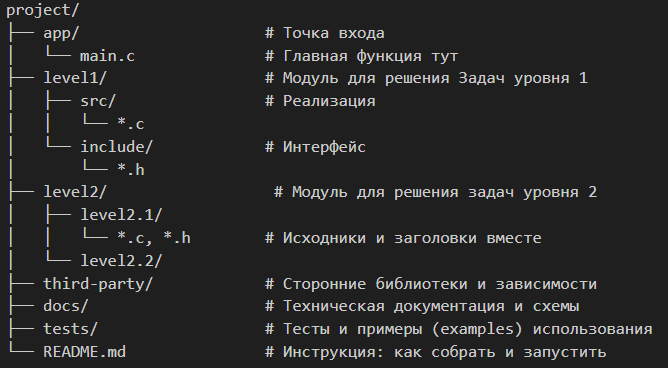 project/
├── app/                    # Точка входа
│   └── main.c              # Главная функция тут
├── level1/                 # Модуль для решения Задач уровня 1
│   ├── src/                # Реализация
│   │   └── *.c
│   └── include/            # Интерфейс
│       └── *.h
├── level2/                  # Модуль для решения задач уровня 2
│   ├── level2.1/
│   │   └── *.c, *.h        # Исходники и заголовки вместе
│   └── level2.2/
├── third-party/            # Сторонние библиотеки и зависимости
├── docs/                   # Техническая документация и схемы
├── tests/                  # Тесты и примеры (examples) использования
└── README.md               # Инструкция: как собрать и запустить